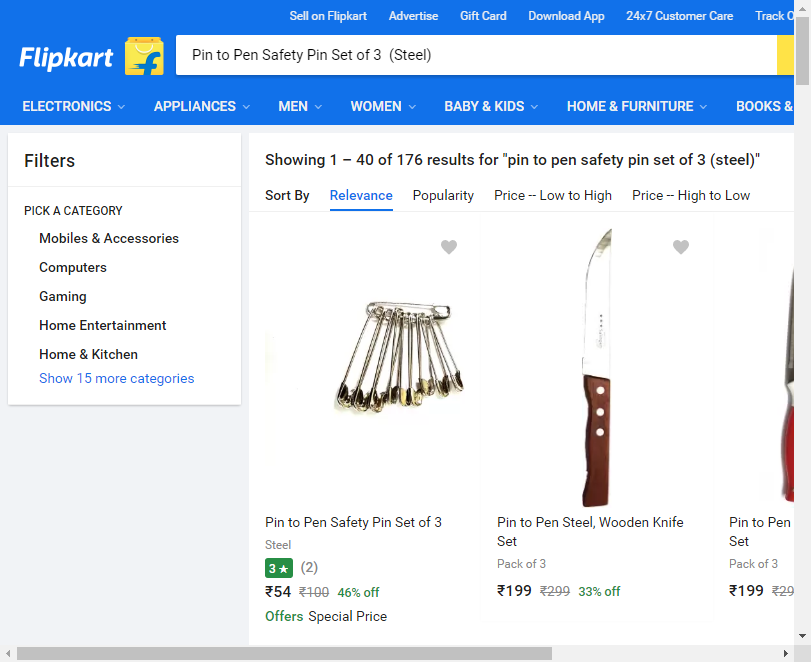 Sell on Flipkart Advertise Gift Card Download App 24x7 Customer Care Track O
Flipkart
Pin to Pen Safety Pin Set of 3 (Steel)
ELECTRONICS APPLIANCES MEN WOMEN BABY & KIDS HOME & FURNITURE BOOKS &
Filters
PICK A CATEGORY
Mobiles & Accessories
Computers
Gaming
Home Entertainment
Home & Kitchen
Show 15 more categories
Showing 1 – 40 of 176 results for "pin to pen safety pin set of 3 (steel)"
Sort By Relevance Popularity Price -- Low to High Price -- High to Low
Pin to Pen Safety Pin Set of 3
Steel
3 ★ (2)
₹54 ₹100 46% off
Offers Special Price
Pin to Pen Steel, Wooden Knife
Set
Pack of 3
₹199 ₹299 33% off
Pin to Pen
Set
Pack of 3
₹199 ₹29